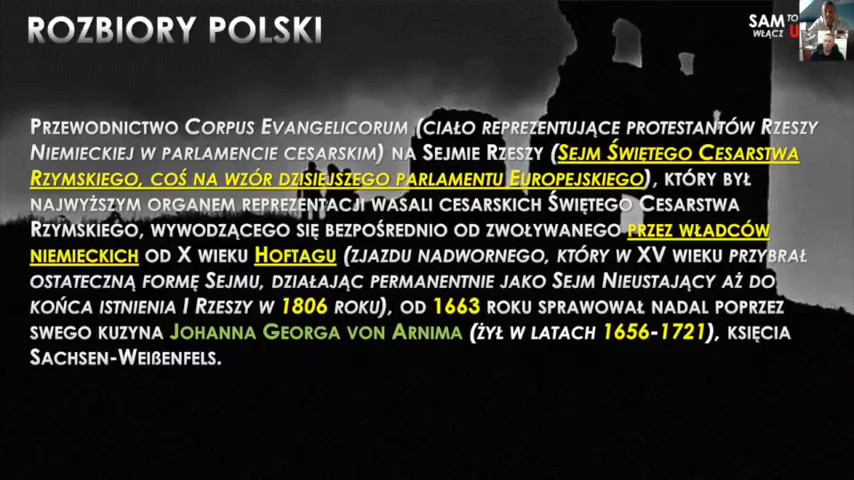 ROZBIORY POLSKI
SAM TO
WŁĄCZ U
PRZEWODNICTWO CORPUS EVANGELICORUM (CIAŁO REPREZENTUJĄCE PROTESTANTÓW RZESZY
NIEMIECKIEJ W PARLAMENCIE CESARSKIM) NA SEJMIE RZESZY (SEJM ŚWIĘTEGO CESARSTWA
RZYMSKIEGO, COŚ NA WZÓR DZISIEJSZEGO PARLAMENTU EUROPEJSKIEGO), KTÓRY BYŁ
NAJWYŻSZYM ORGANEM REPREZENTACJI WASALI CESARSKICH ŚWIĘTEGO CESARSTWA
RZYMSKIEGO, WYWODZĄCEGO SIĘ BEZPOŚREDNIO OD ZWOŁYWANEGO PRZEZ WŁADCÓW
NIEMIECKICH OD X WIEKU HOFTAGU (ZJAZDU NADWORNEGO, KTÓRY W XV WIEKU PRZYBRAŁ
OSTATECZNĄ FORMĘ SEJMU, DZIAŁAJĄC PERMANENTNIE JAKO SEJM NIEUSTAJĄCY AŻ DO
KOŃCA ISTNIENIA I RZESZY W 1806 ROKU), OD 1663 ROKU SPRAWOWAŁ NADAL POPRZEZ
SWEGO KUZYNA JOHANNA GEORGA VON ARNIMA (ŻYŁ W LATACH 1656-1721), KSIĘCIA
SACHSEN-WEIßENFELS.